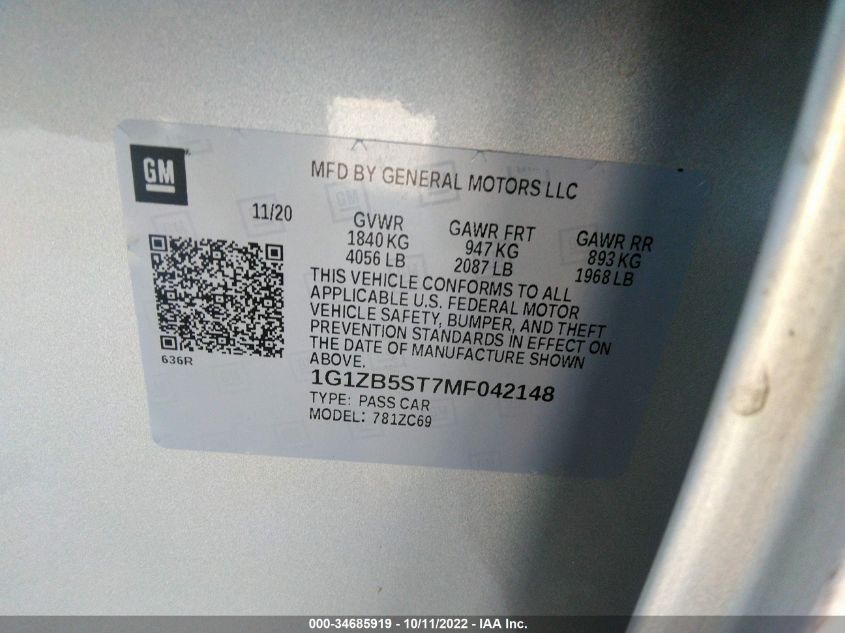 GM
MFD BY GENERAL MOTORS LLC
11/20
GVWR GAWR FRT GAWR RR
1840 KG 947 KG 893 KG
4056 LB 2087 LB 1968 LB
THIS VEHICLE CONFORMS TO ALL
APPLICABLE U.S. FEDERAL MOTOR
VEHICLE SAFETY, BUMPER, AND THEFT
PREVENTION STANDARDS IN EFFECT ON
THE DATE OF MANUFACTURE SHOWN
ABOVE.
636R
1G1ZB5ST7MF042148
TYPE: PASS CAR
MODEL: 781ZC69
000-34685919 - 10/11/2022 - IAA Inc.